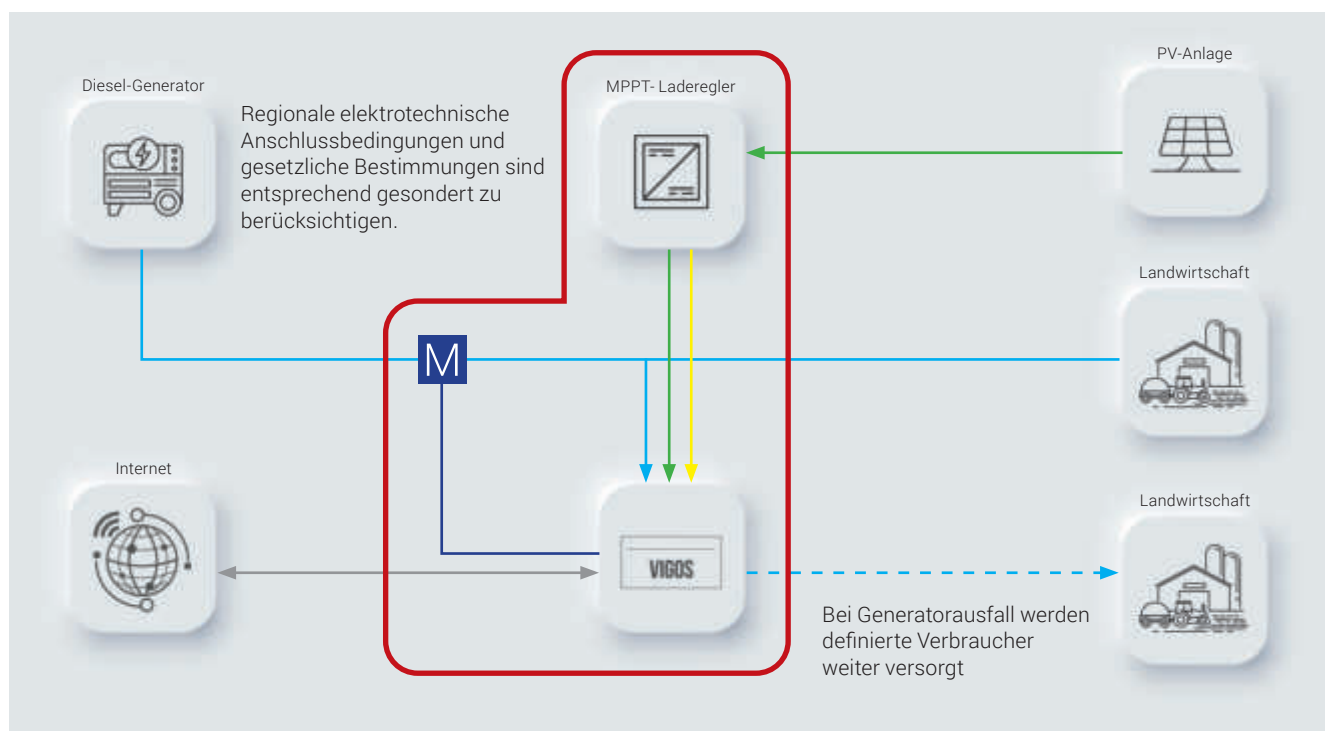 Diesel-Generator
Regionale elektrotechnische
Anschlussbedingungen und
gesetzliche Bestimmungen sind
entsprechend gesondert zu
berücksichtigen.
MPPT- Laderegler
PV-Anlage
Landwirtschaft
M
Internet
VIGOS
Landwirtschaft
Bei Generatorausfall werden
definierte Verbraucher
weiter versorgt